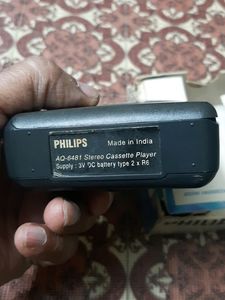 PHILIPS Made in India
AQ-6481 Stereo Cassette Player
Supply : 3V DC battery type 2 x R6